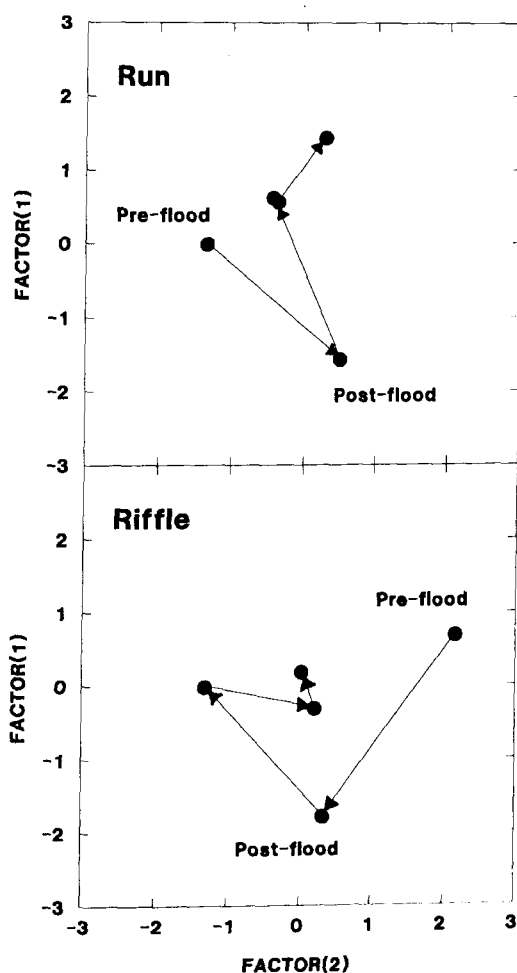 3
Run
2
1
Pre-flood
0
FACTOR(1)
-1
-2
Post-flood
-3
Riffle
2
Pre-flood
1
0
FACTOR(1)
-1
-2
Post-flood
-3
-3 -2 -1 0 1 2 3
FACTOR(2)